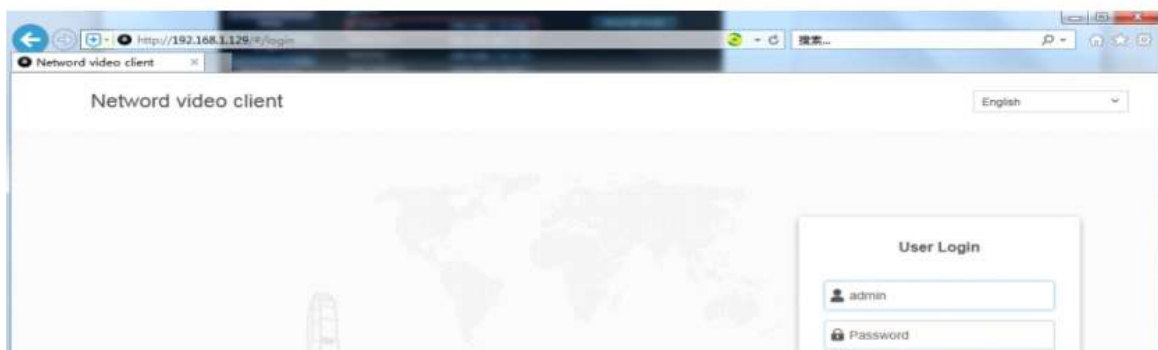 http://192.168.1.129/#/login
搜索...
Netword video client
Netword video client
English
User Login
admin
Password